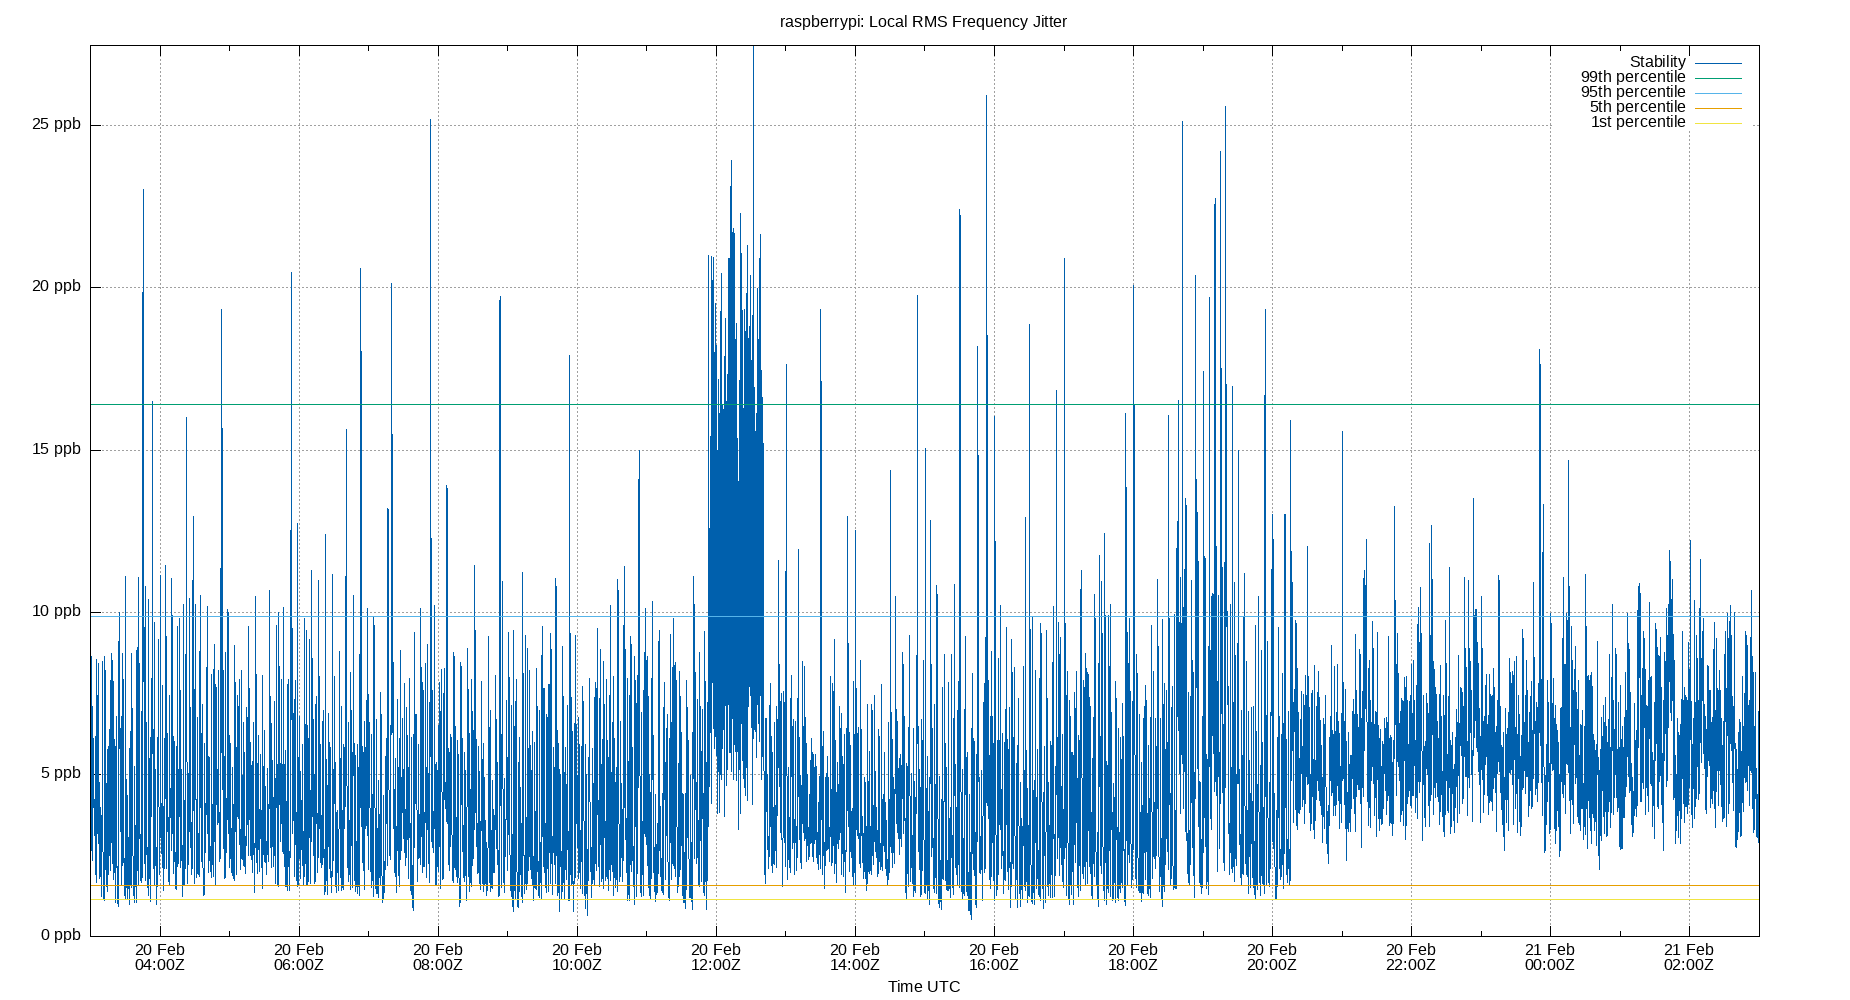 raspberrypi: Local RMS Frequency Jitter
Stability
99th percentile
95th percentile
5th percentile
1st percentile
25 ppb
20 ppb
15 ppb
10 ppb
5 ppb
0 ppb
20 Feb 20 Feb 20 Feb 20 Feb 20 Feb 20 Feb 20 Feb 20 Feb 20 Feb 20 Feb 21 Feb 21 Feb
04:00Z 06:00Z 08:00Z 10:00Z 12:00Z 14:00Z 16:00Z 18:00Z 20:00Z 22:00Z 00:00Z 02:00Z
Time UTC